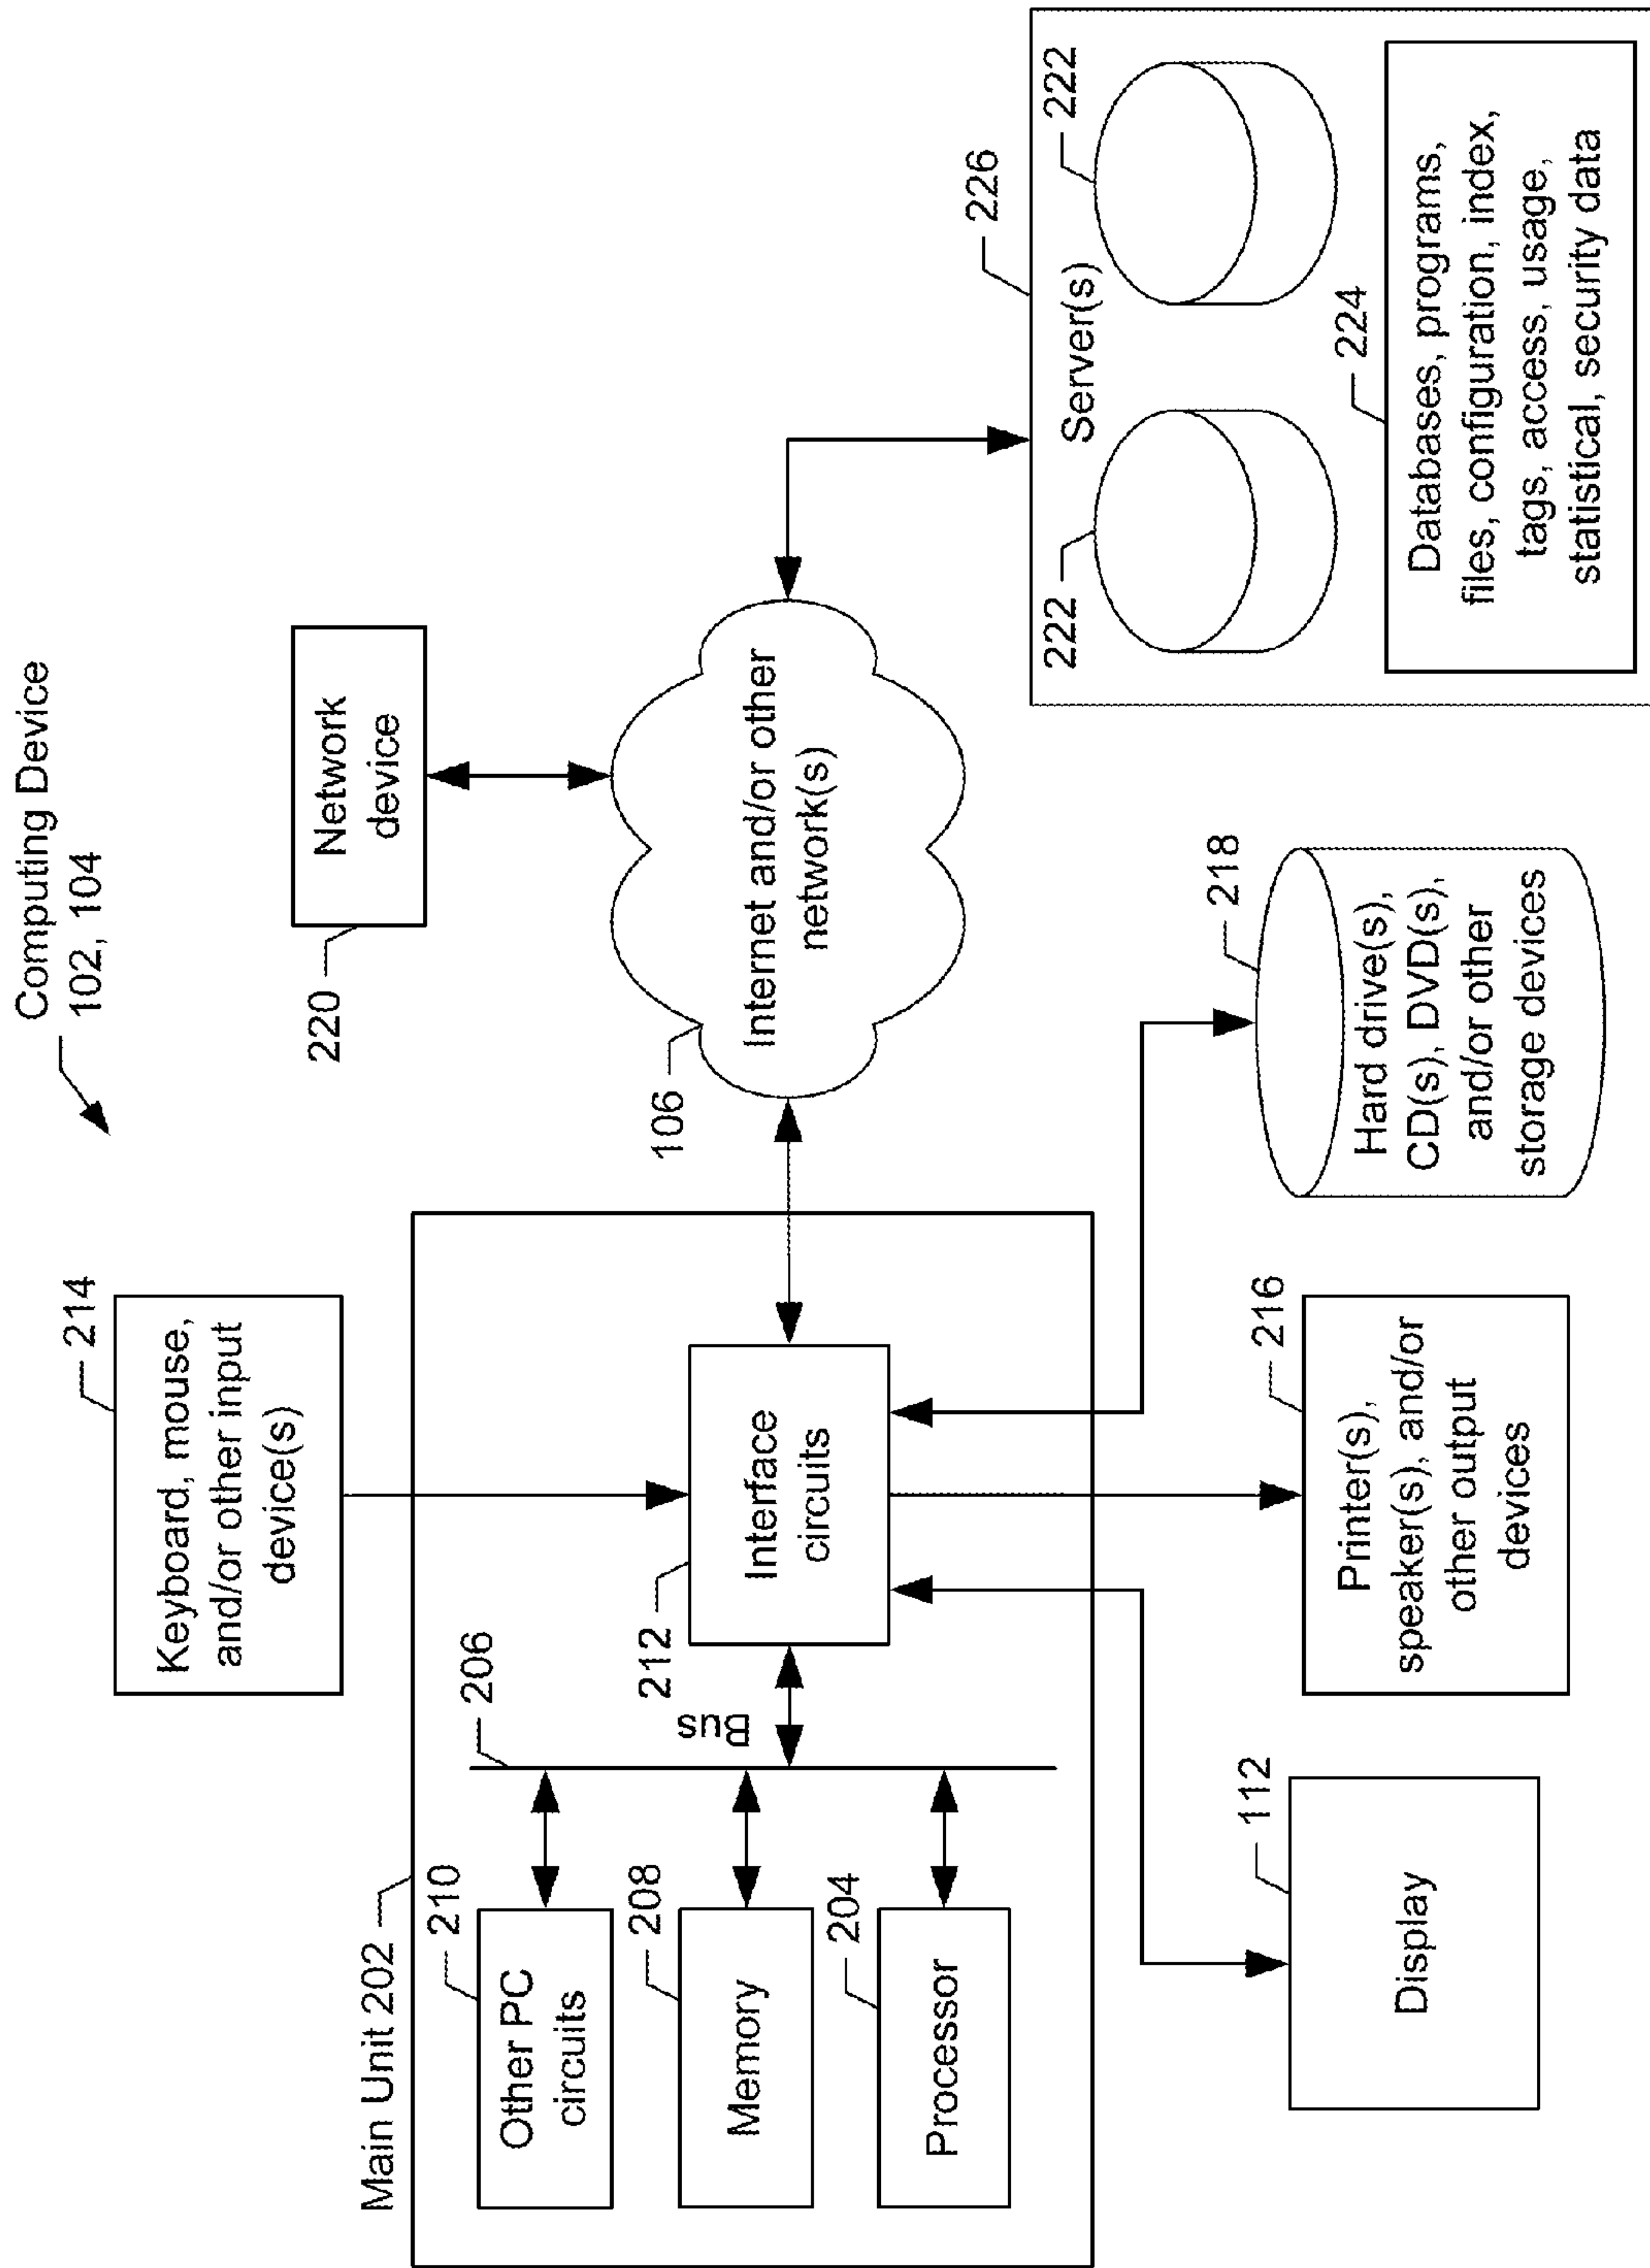 Computing Device
102, 104
Main Unit 202
210
Other PC
circuits
208
Memory
204
Processor
206
Bus
212
Interface
circuits
214
Keyboard, mouse,
and/or other input
device(s)
220
Network
device
106
Internet and/or other
network(s)
112
Display
216
Printer(s),
speaker(s), and/or
other output
devices
218
Hard drive(s),
CD(s), DVD(s),
and/or other
storage devices
226
Server(s)
222
222
224
Databases, programs,
files, configuration, index,
tags, access, usage,
statistical, security data